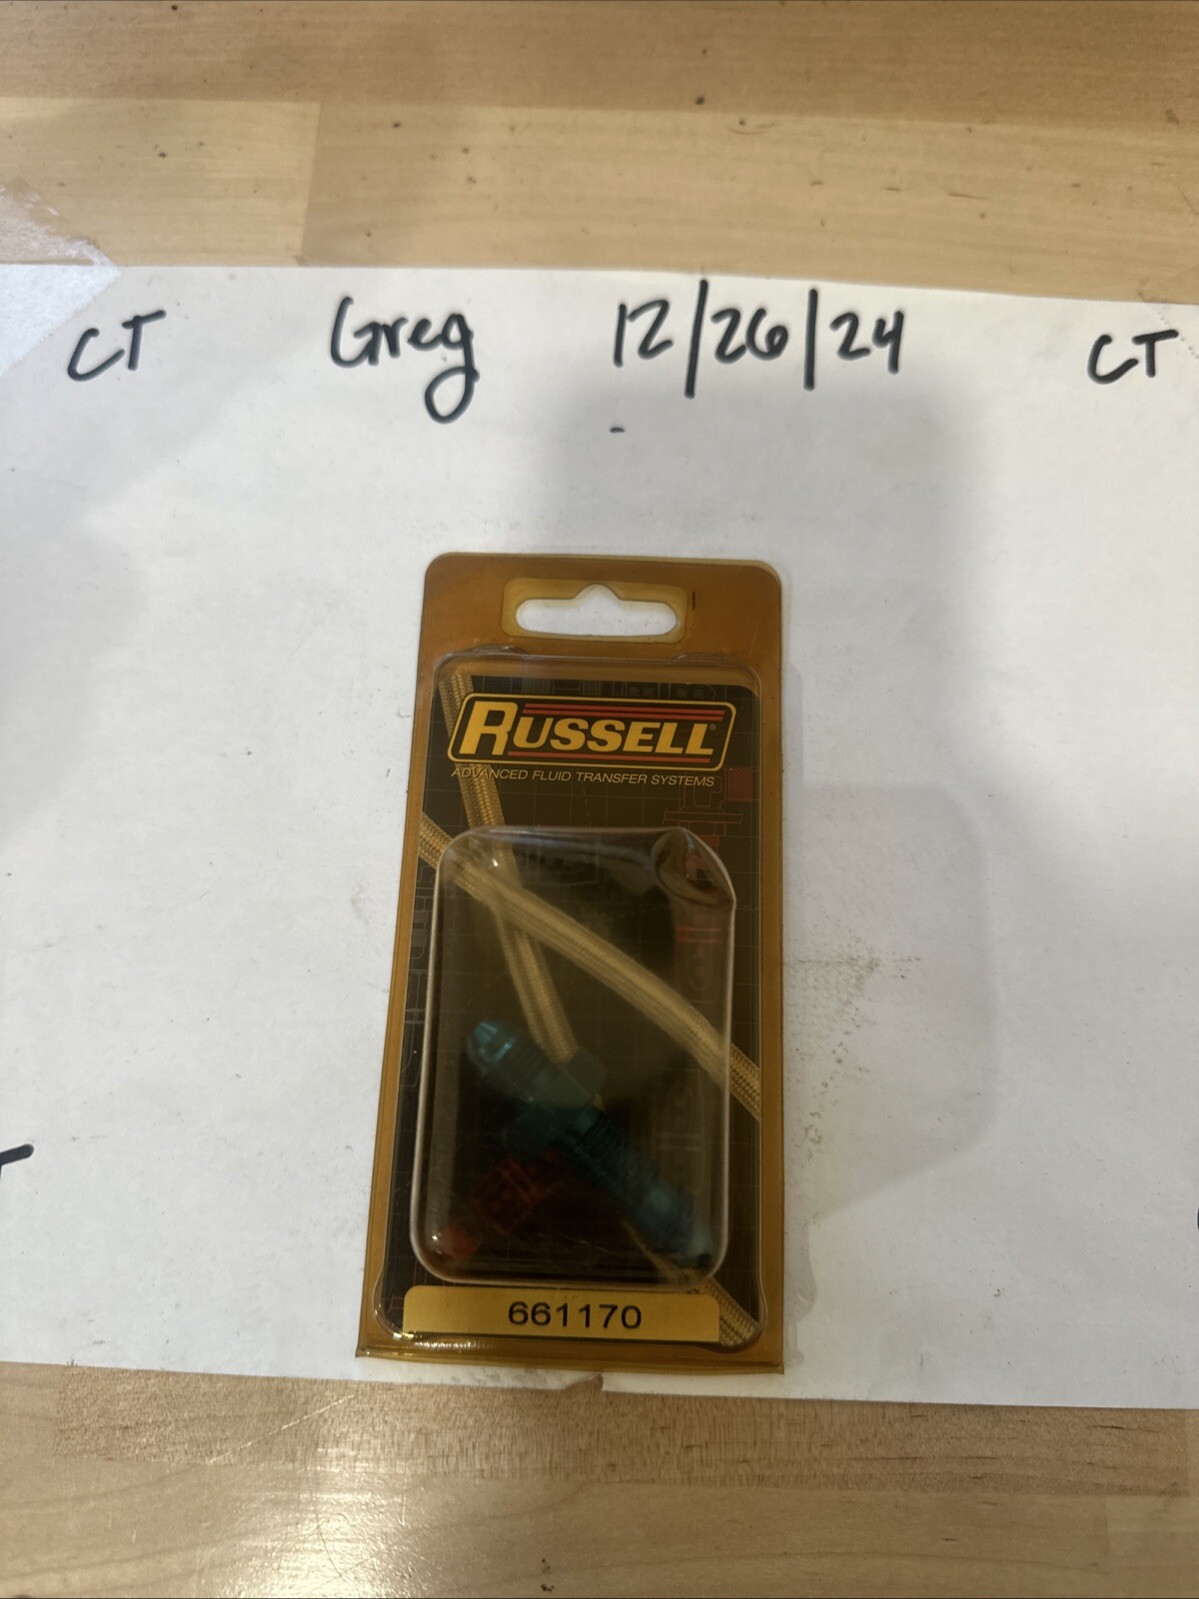 CT Greg 12/26/24 CT
RUSSELL®
ADVANCED FLUID TRANSFER SYSTEMS
661170